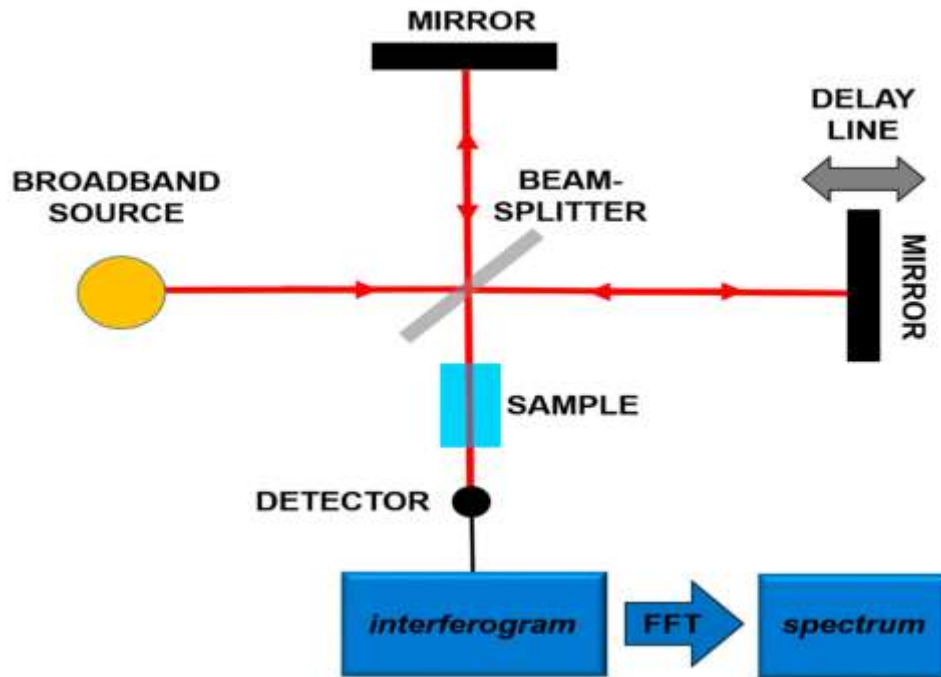 MIRROR
DELAY
LINE
BROADBAND
SOURCE
BEAM-
SPLITTER
MIRROR
SAMPLE
DETECTOR
interferogram
FFT
spectrum